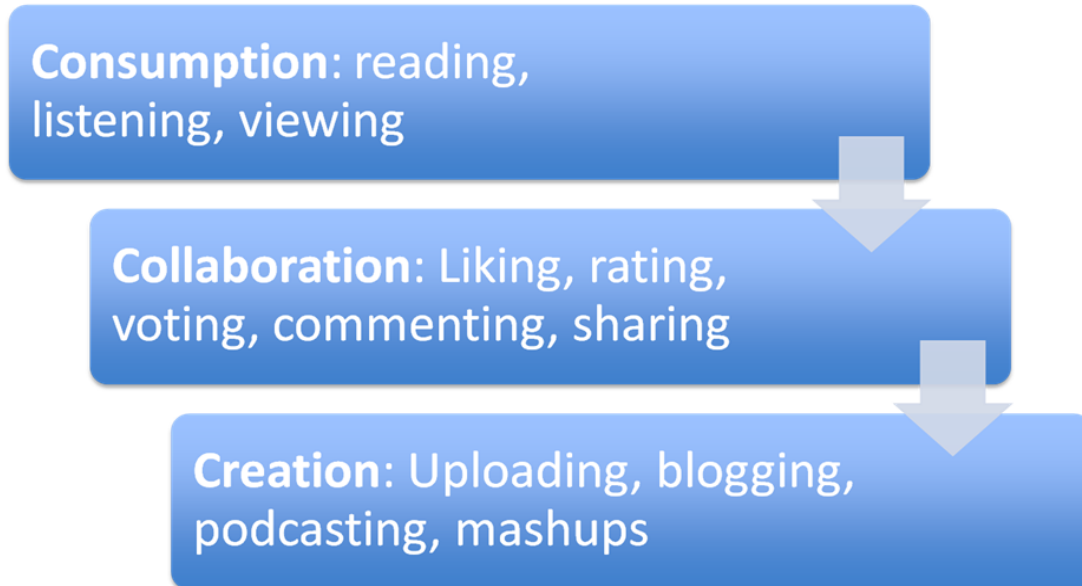 Consumption: reading,
listening, viewing
Collaboration: Liking, rating,
voting, commenting, sharing
Creation: Uploading, blogging,
podcasting, mashups